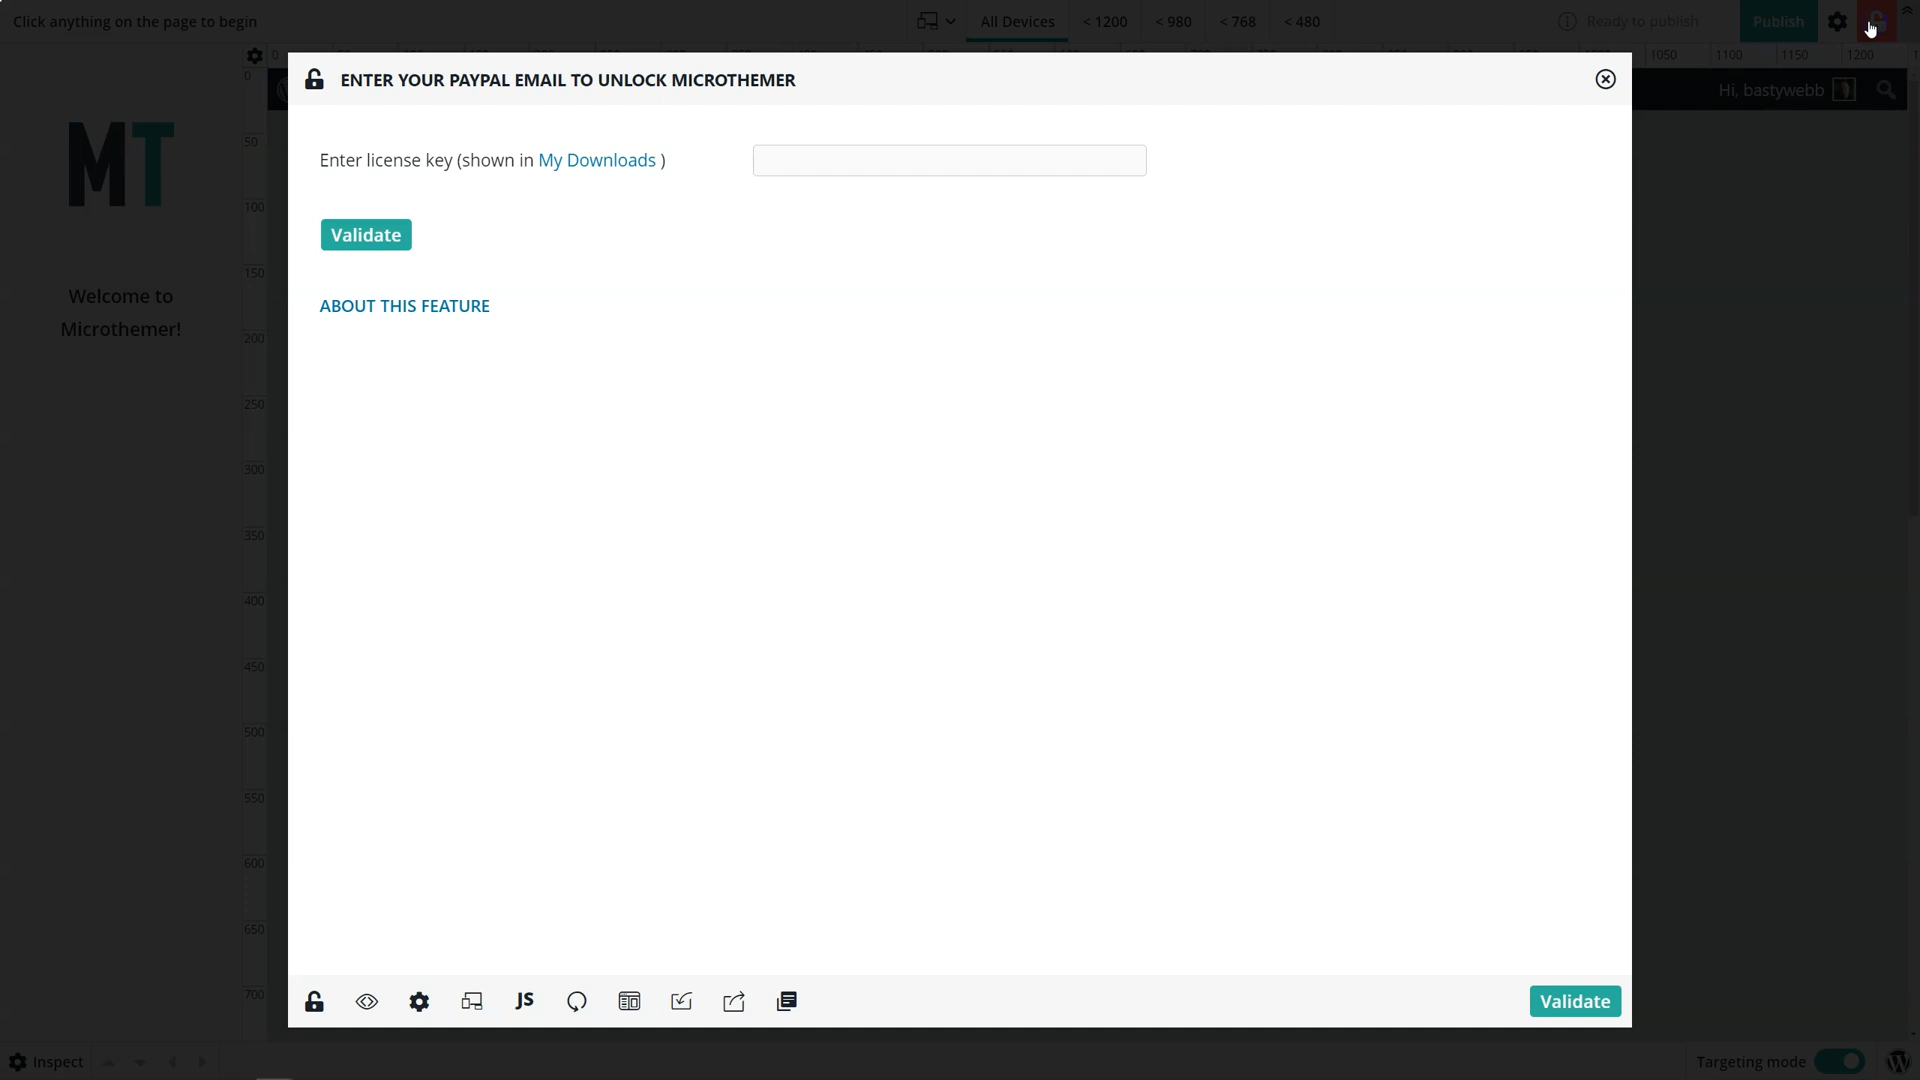 Click anything on the page to begin
All Devices
< 1200
< 980
< 768
< 480
Ready to publish
Publish
0
1050
1100
1150
1200
ENTER YOUR PAYPAL EMAIL TO UNLOCK MICROTHEMER
Hi, bastywebb
MT
Enter license key (shown in My Downloads )
Validate
ABOUT THIS FEATURE
Welcome to
Microthemer!
0
50
100
150
200
250
300
350
400
450
500
550
600
650
700
JS
Validate
Inspect
Targeting mode